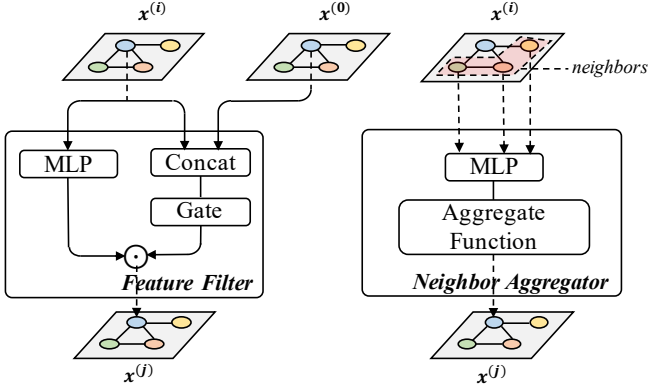 x^(i) x^(0) x^(i)
neighbors
MLP Concat MLP
Gate Aggregate
Function
Feature Filter Neighbor Aggregator
x^(j) x^(j)